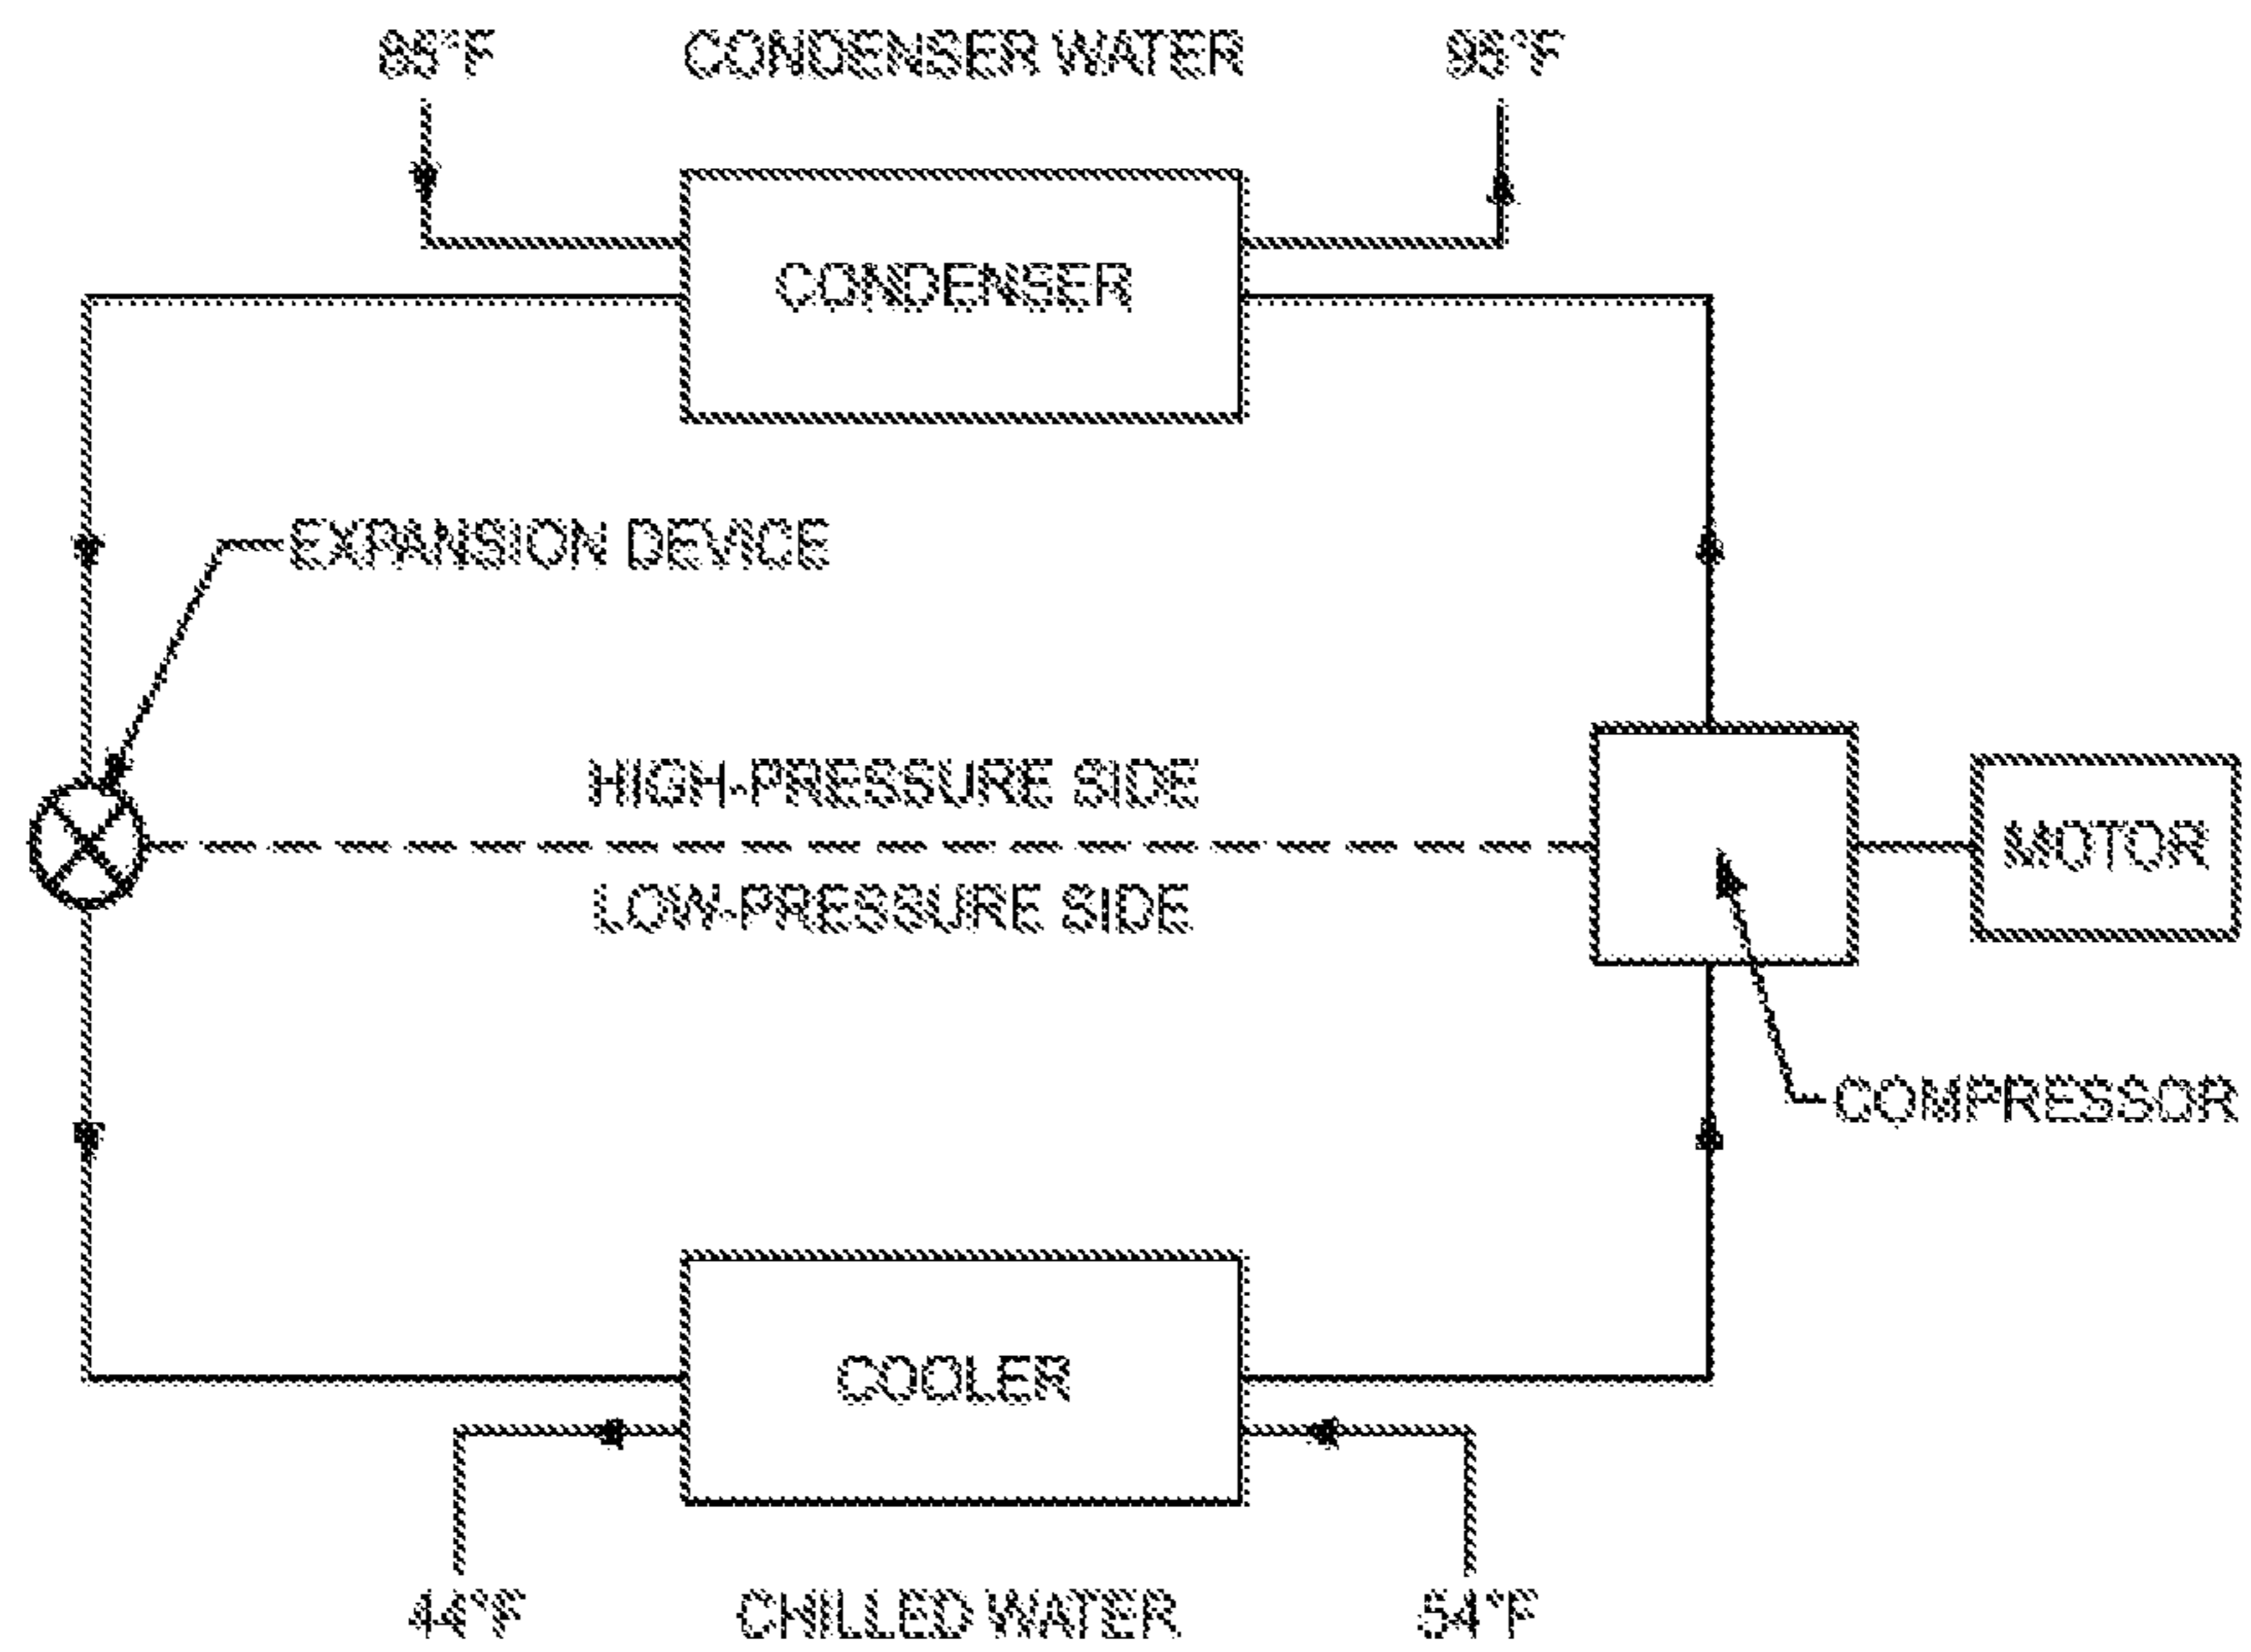 85°F
CONDENSER WATER
95°F
CONDENSER
EXPANSION DEVICE
HIGH-PRESSURE SIDE
LOW-PRESSURE SIDE
MOTOR
COMPRESSOR
COOLER
44°F
CHILLED WATER
54°F